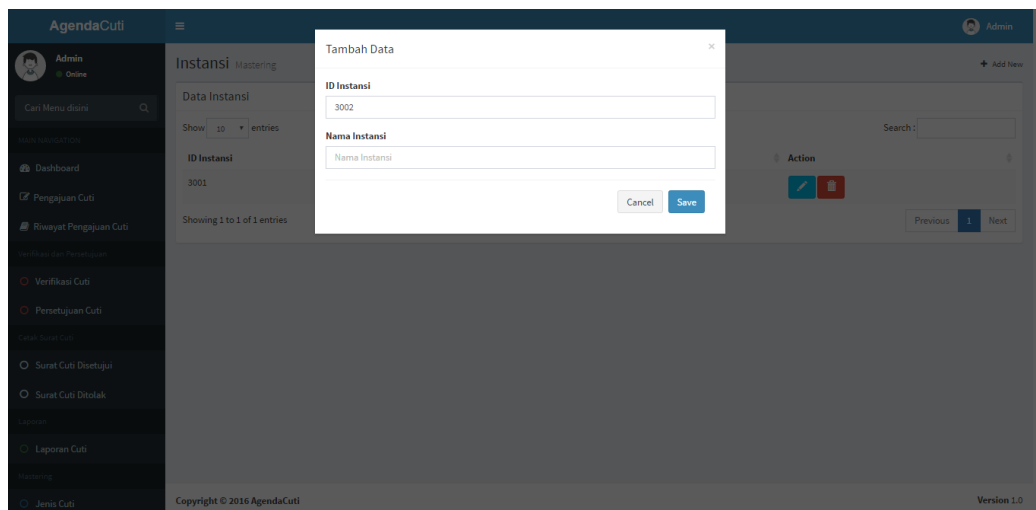 AgendaCuti
Admin
Admin
Online
Cari Menu disini
MAIN NAVIGATION
Dashboard
Pengajuan Cuti
Riwayat Pengajuan Cuti
Verifikasi dan Persetujuan
Verifikasi Cuti
Persetujuan Cuti
Cetak Surat Cuti
Surat Cuti Disetujui
Surat Cuti Ditolak
Laporan
Laporan Cuti
Mastering
Jenis Cuti
Instansi Mastering
Add New
Data Instansi
Show 10 entries
Search :
ID Instansi
Action
3001
Showing 1 to 1 of 1 entries
Previous 1 Next
Tambah Data
×
ID Instansi
3002
Nama Instansi
Nama Instansi
Cancel Save
Copyright © 2016 AgendaCuti
Version 1.0